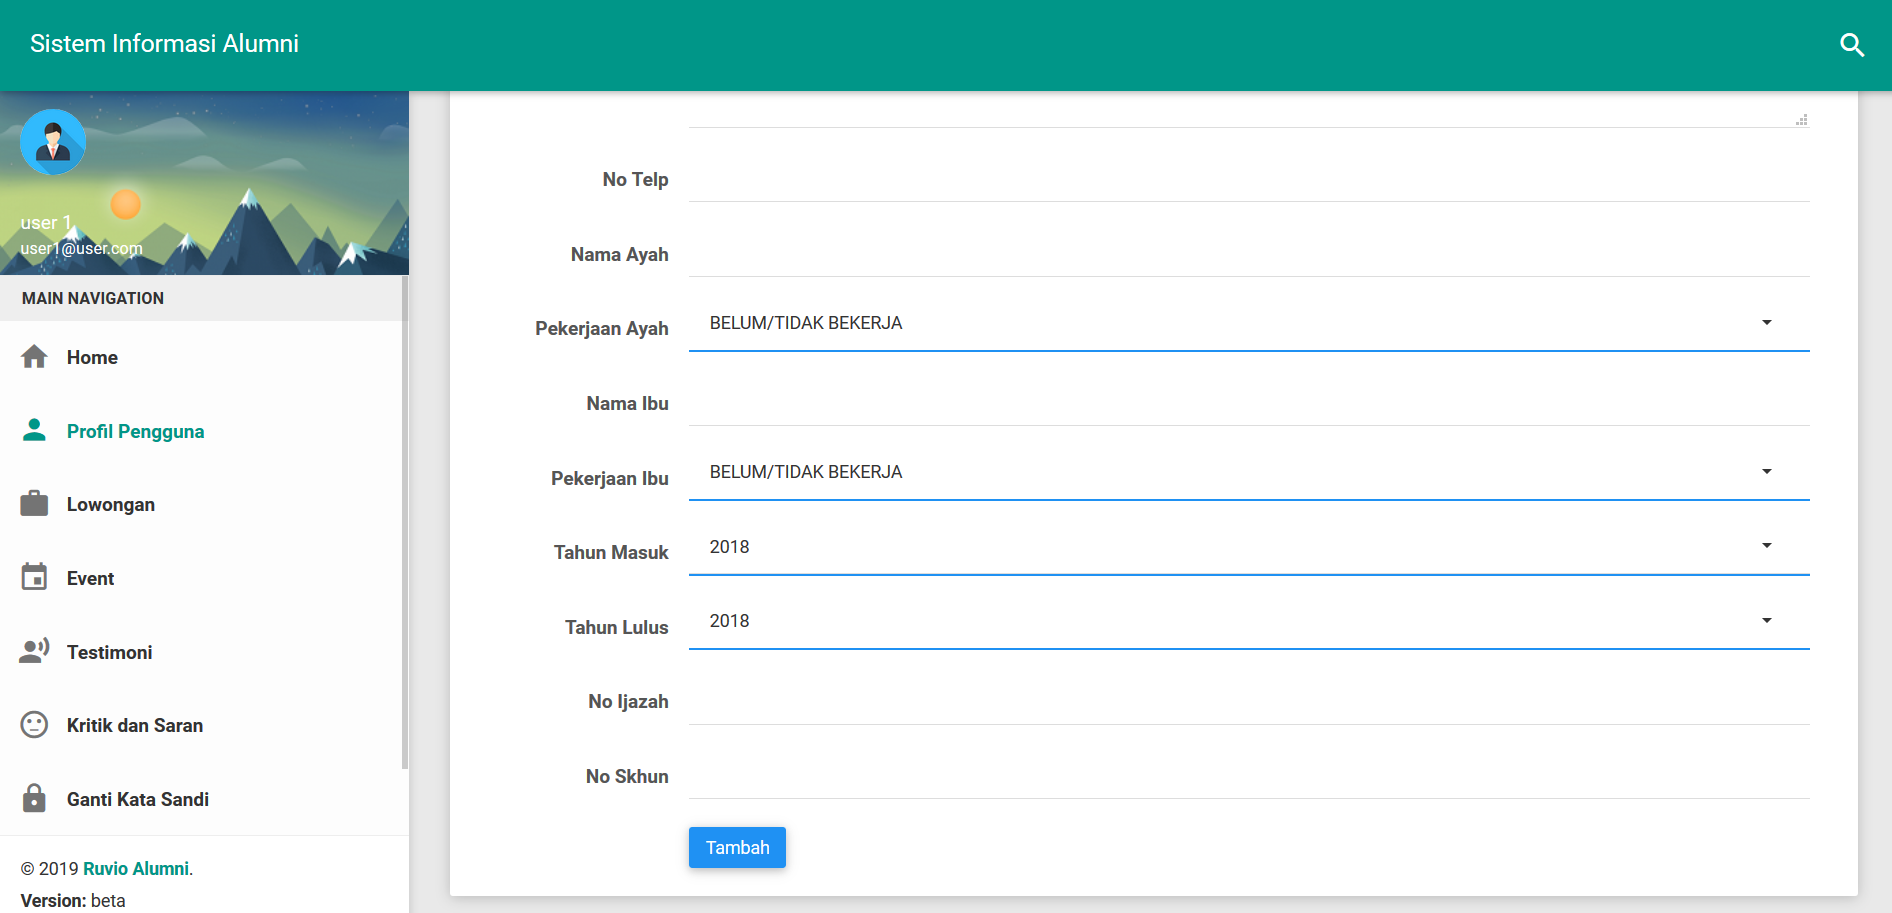 Sistem Informasi Alumni
user 1
user1@user.com
MAIN NAVIGATION
Home
Profil Pengguna
Lowongan
Event
Testimoni
Kritik dan Saran
Ganti Kata Sandi
© 2019 Ruvio Alumni.
Version: beta
No Telp
Nama Ayah
Pekerjaan Ayah BELUM/TIDAK BEKERJA
Nama Ibu
Pekerjaan Ibu BELUM/TIDAK BEKERJA
Tahun Masuk 2018
Tahun Lulus 2018
No Ijazah
No Skhun
Tambah